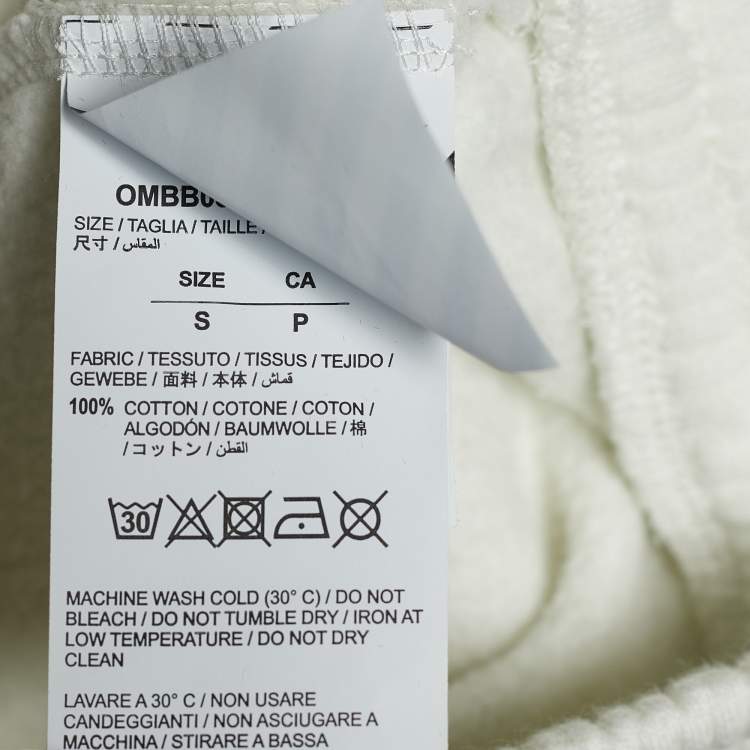 SIZE / TAGLIA / TAILLE /
尺寸 / المقاس
SIZE CA
S P
FABRIC / TESSUTO / TISSUS / TEJIDO /
GEWEBE / 面料 / 本体 / قماش
100% COTTON / COTONE / COTON /
ALGODÓN / BAUMWOLLE / 棉
/ コットン / القطن
30
MACHINE WASH COLD (30° C) / DO NOT
BLEACH / DO NOT TUMBLE DRY / IRON AT
LOW TEMPERATURE / DO NOT DRY
CLEAN
LAVARE A 30° C / NON USARE
CANDEGGIANTI / NON ASCIUGARE A
MACCHINA / STIRARE A BASSA